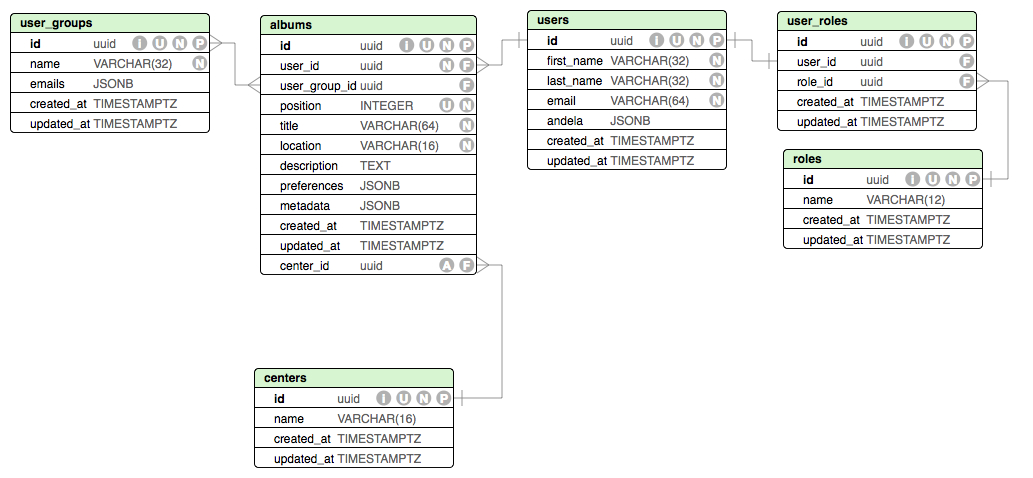 user_groups
id uuid I U N P
name VARCHAR(32) N
emails JSONB
created_at TIMESTAMPTZ
updated_at TIMESTAMPTZ
albums
id uuid I U N P
user_id uuid N F
user_group_id uuid F
position INTEGER U N
title VARCHAR(64) N
location VARCHAR(16) N
description TEXT
preferences JSONB
metadata JSONB
created_at TIMESTAMPTZ
updated_at TIMESTAMPTZ
center_id uuid A F
users
id uuid I U N P
first_name VARCHAR(32) N
last_name VARCHAR(32) N
email VARCHAR(64) N
andela JSONB
created_at TIMESTAMPTZ
updated_at TIMESTAMPTZ
user_roles
id uuid I U N P
user_id uuid F
role_id uuid F
created_at TIMESTAMPTZ
updated_at TIMESTAMPTZ
roles
id uuid I U N P
name VARCHAR(12)
created_at TIMESTAMPTZ
updated_at TIMESTAMPTZ
centers
id uuid I U N P
name VARCHAR(16)
created_at TIMESTAMPTZ
updated_at TIMESTAMPTZ